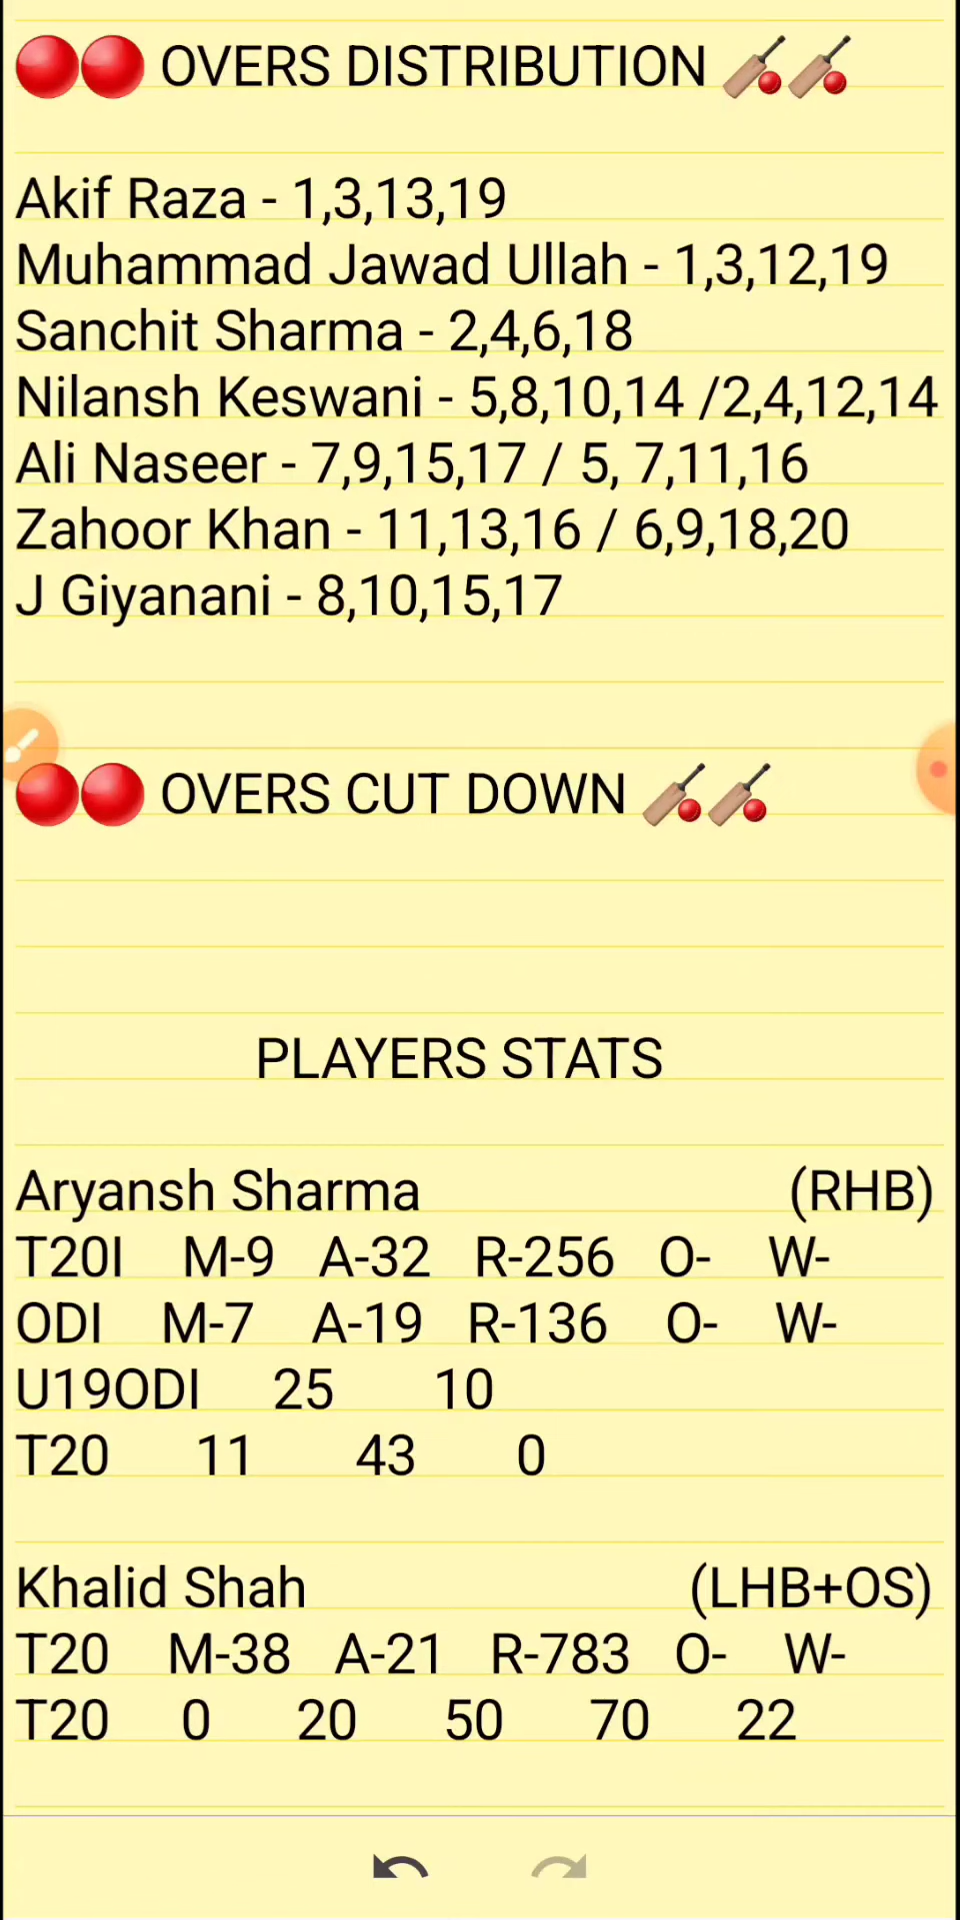 OVERS DISTRIBUTION
Akif Raza - 1,3,13,19
Muhammad Jawad Ullah - 1,3,12,19
Sanchit Sharma - 2,4,6,18
Nilansh Keswani - 5,8,10,14 /2,4,12,14
Ali Naseer - 7,9,15,17 / 5, 7,11,16
Zahoor Khan - 11,13,16 / 6,9,18,20
J Giyanani - 8,10,15,17
OVERS CUT DOWN
PLAYERS STATS
Aryansh Sharma (RHB)
T20I M-9 A-32 R-256 O- W-
ODI M-7 A-19 R-136 O- W-
U19ODI 25 10
T20 11 43 0
Khalid Shah (LHB+OS)
T20 M-38 A-21 R-783 O- W-
T20 0 20 50 70 22